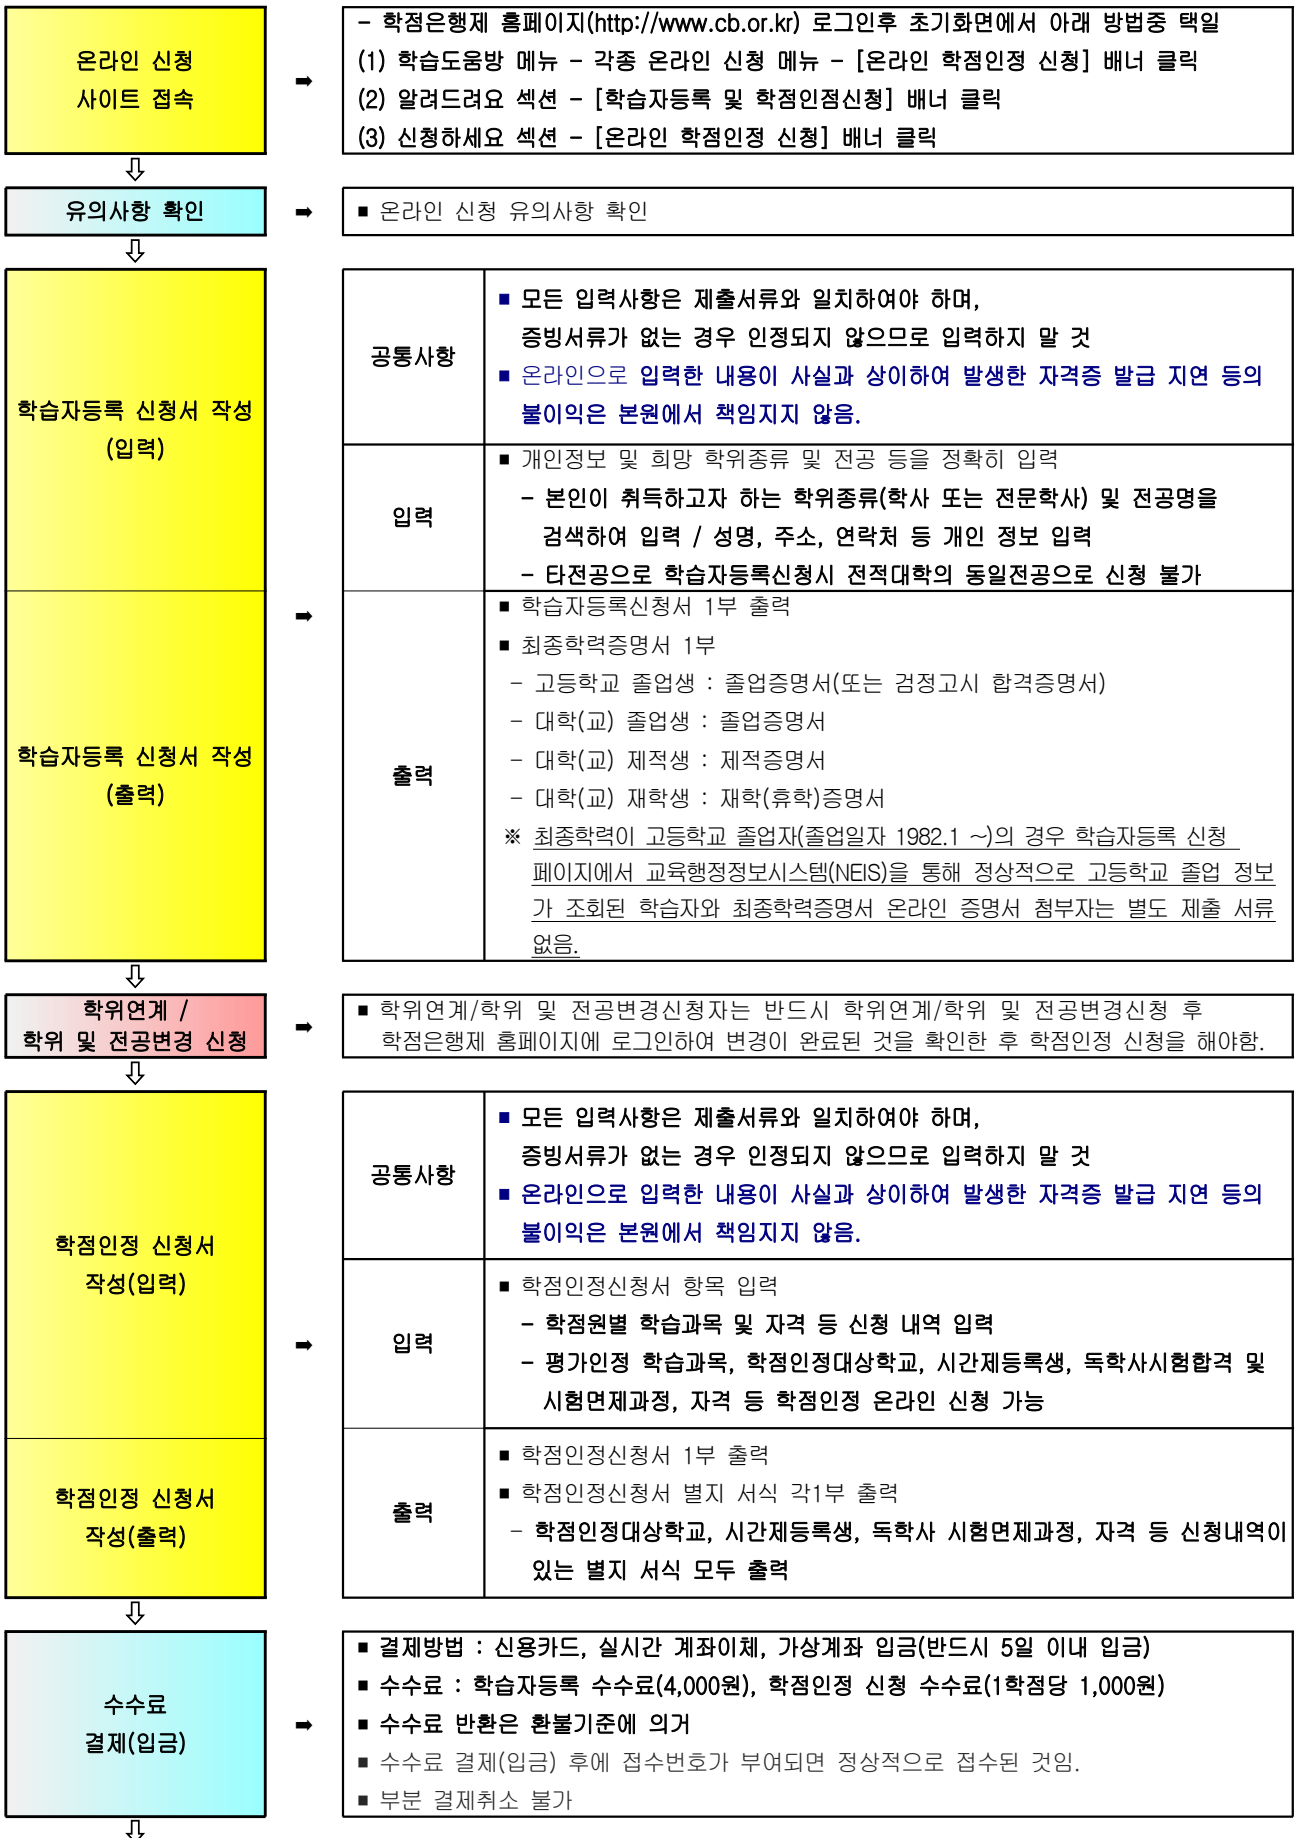 온라인 신청
사이트 접속
➡
- 학점은행제 홈페이지(http://www.cb.or.kr) 로그인후 초기화면에서 아래 방법중 택일
(1) 학습도움방 메뉴 - 각종 온라인 신청 메뉴 - [온라인 학점인정 신청] 배너 클릭
(2) 알려드려요 섹션 - [학습자등록 및 학점인점신청] 배너 클릭
(3) 신청하세요 섹션 - [온라인 학점인정 신청] 배너 클릭
⇩
유의사항 확인
➡
■ 온라인 신청 유의사항 확인
⇩
학습자등록 신청서 작성
(입력)
공통사항
■ 모든 입력사항은 제출서류와 일치하여야 하며,
증빙서류가 없는 경우 인정되지 않으므로 입력하지 말 것
■ 온라인으로 입력한 내용이 사실과 상이하여 발생한 자격증 발급 지연 등의
불이익은 본원에서 책임지지 않음.
입력
■ 개인정보 및 희망 학위종류 및 전공 등을 정확히 입력
- 본인이 취득하고자 하는 학위종류(학사 또는 전문학사) 및 전공명을
검색하여 입력 / 성명, 주소, 연락처 등 개인 정보 입력
- 타전공으로 학습자등록신청시 전적대학의 동일전공으로 신청 불가
➡
학습자등록 신청서 작성
(출력)
출력
■ 학습자등록신청서 1부 출력
■ 최종학력증명서 1부
- 고등학교 졸업생 : 졸업증명서(또는 검정고시 합격증명서)
- 대학(교) 졸업생 : 졸업증명서
- 대학(교) 제적생 : 제적증명서
- 대학(교) 재학생 : 재학(휴학)증명서
※ 최종학력이 고등학교 졸업자(졸업일자 1982.1 ~)의 경우 학습자등록 신청
페이지에서 교육행정정보시스템(NEIS)을 통해 정상적으로 고등학교 졸업 정보
가 조회된 학습자와 최종학력증명서 온라인 증명서 첨부자는 별도 제출 서류
없음.
⇩
학위연계 /
학위 및 전공변경 신청
➡
■ 학위연계/학위 및 전공변경신청자는 반드시 학위연계/학위 및 전공변경신청 후
학점은행제 홈페이지에 로그인하여 변경이 완료된 것을 확인한 후 학점인정 신청을 해야함.
⇩
학점인정 신청서
작성(입력)
공통사항
■ 모든 입력사항은 제출서류와 일치하여야 하며,
증빙서류가 없는 경우 인정되지 않으므로 입력하지 말 것
■ 온라인으로 입력한 내용이 사실과 상이하여 발생한 자격증 발급 지연 등의
불이익은 본원에서 책임지지 않음.
➡
입력
■ 학점인정신청서 항목 입력
- 학점원별 학습과목 및 자격 등 신청 내역 입력
- 평가인정 학습과목, 학점인정대상학교, 시간제등록생, 독학사시험합격 및
시험면제과정, 자격 등 학점인정 온라인 신청 가능
학점인정 신청서
작성(출력)
출력
■ 학점인정신청서 1부 출력
■ 학점인정신청서 별지 서식 각1부 출력
- 학점인정대상학교, 시간제등록생, 독학사 시험면제과정, 자격 등 신청내역이
있는 별지 서식 모두 출력
⇩
수수료
결제(입금)
➡
■ 결제방법 : 신용카드, 실시간 계좌이체, 가상계좌 입금(반드시 5일 이내 입금)
■ 수수료 : 학습자등록 수수료(4,000원), 학점인정 신청 수수료(1학점당 1,000원)
■ 수수료 반환은 환불기준에 의거
■ 수수료 결제(입금) 후에 접수번호가 부여되면 정상적으로 접수된 것임.
■ 부분 결제취소 불가
⇩